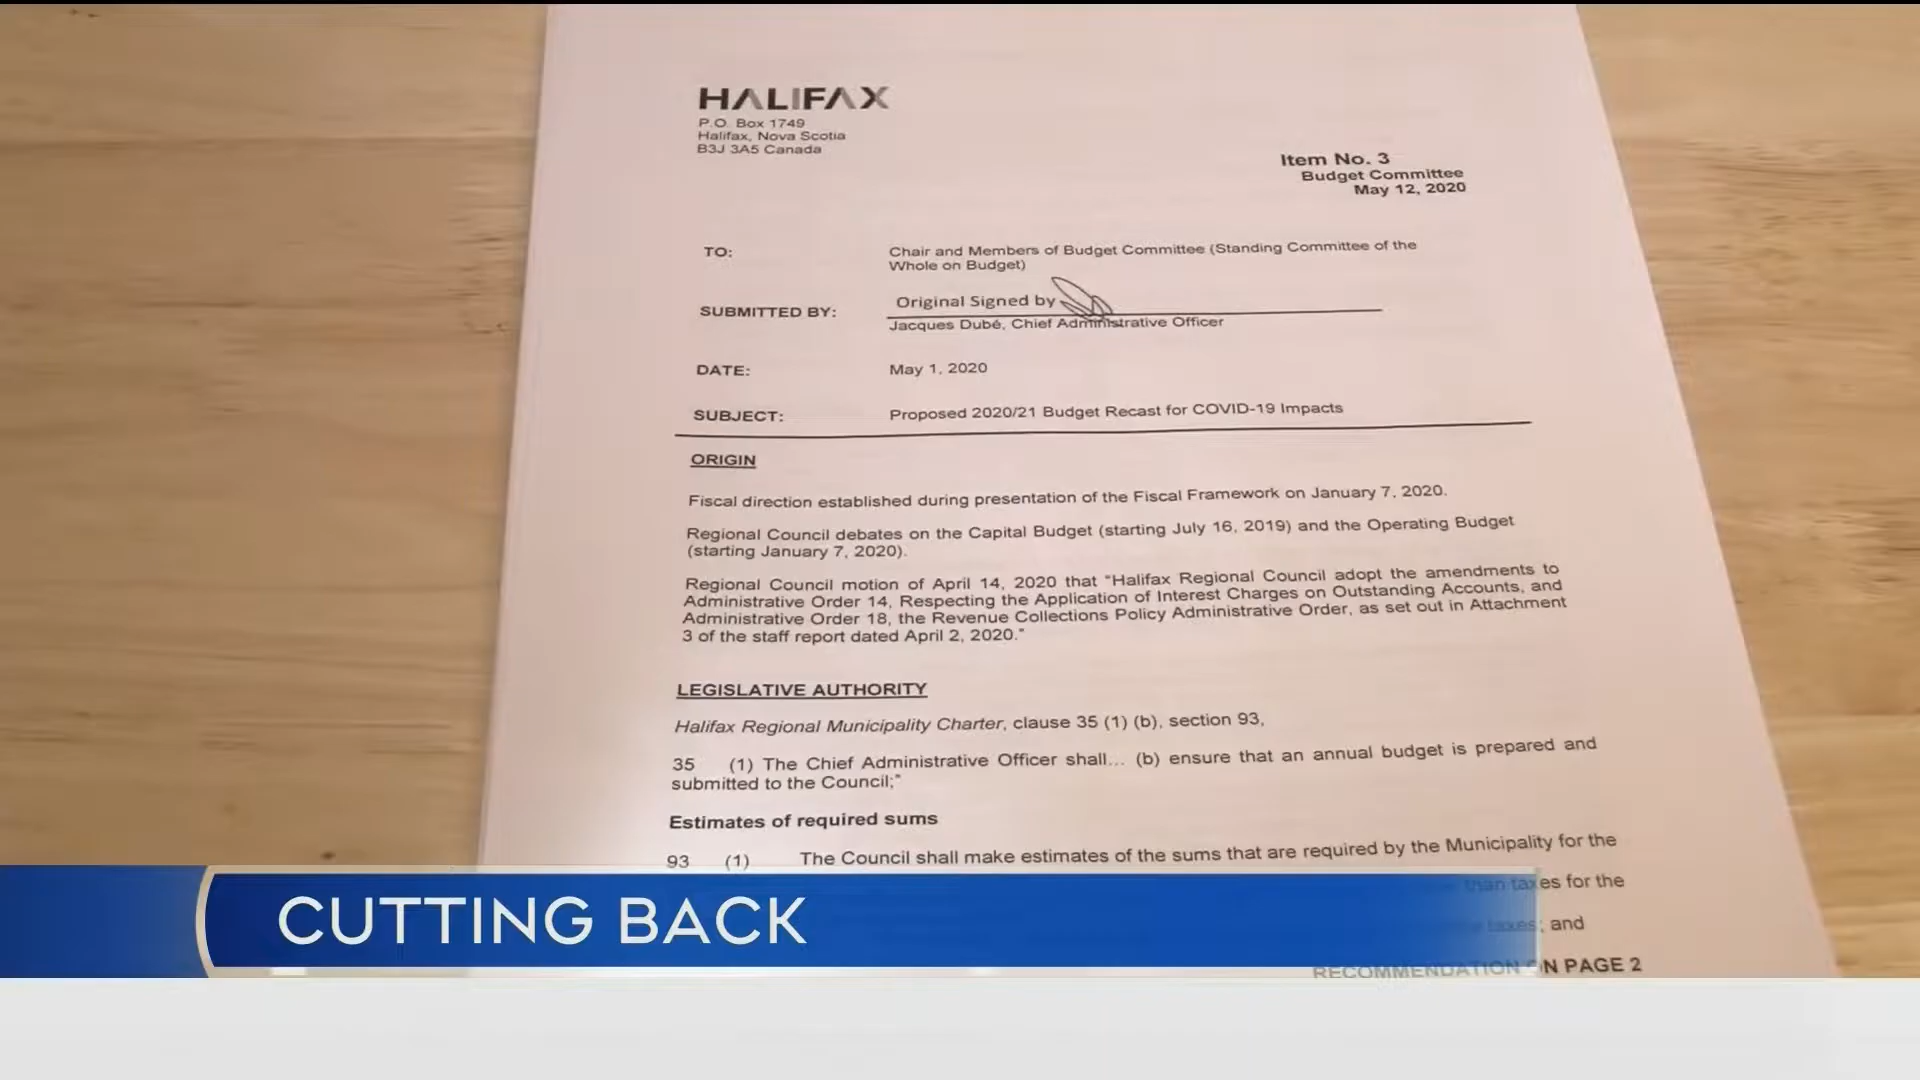 HALIFAX
P.O. Box 1749
Halifax, Nova Scotia
B3J 3A5 Canada
Item No. 3
Budget Committee
May 12, 2020
TO: Chair and Members of Budget Committee (Standing Committee of the
Whole on Budget)
Original Signed by
SUBMITTED BY:
Jacques Dubé, Chief Administrative Officer
DATE: May 1, 2020
SUBJECT: Proposed 2020/21 Budget Recast for COVID-19 Impacts
ORIGIN
Fiscal direction established during presentation of the Fiscal Framework on January 7, 2020.
Regional Council debates on the Capital Budget (starting July 16, 2019) and the Operating Budget
(starting January 7, 2020).
Regional Council motion of April 14, 2020 that “Halifax Regional Council adopt the amendments to
Administrative Order 14, Respecting the Application of Interest Charges on Outstanding Accounts, and
Administrative Order 18, the Revenue Collections Policy Administrative Order, as set out in Attachment
3 of the staff report dated April 2, 2020.”
LEGISLATIVE AUTHORITY
Halifax Regional Municipality Charter, clause 35 (1) (b), section 93,
35 (1) The Chief Administrative Officer shall... (b) ensure that an annual budget is prepared and
submitted to the Council;”
Estimates of required sums
93 (1) The Council shall make estimates of the sums that are required by the Municipality for the
than taxes for the
taxes; and
RECOMMENDATION ON PAGE 2
CUTTING BACK